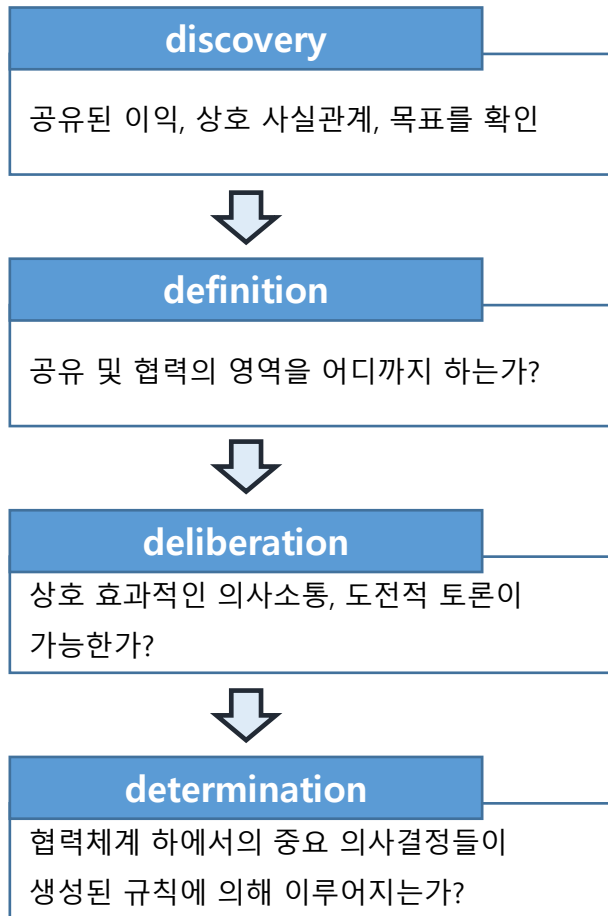 discovery
공유된 이익, 상호 사실관계, 목표를 확인
definition
공유 및 협력의 영역을 어디까지 하는가?
deliberation
상호 효과적인 의사소통, 도전적 토론이
가능한가?
determination
협력체계 하에서의 중요 의사결정들이
생성된 규칙에 의해 이루어지는가?